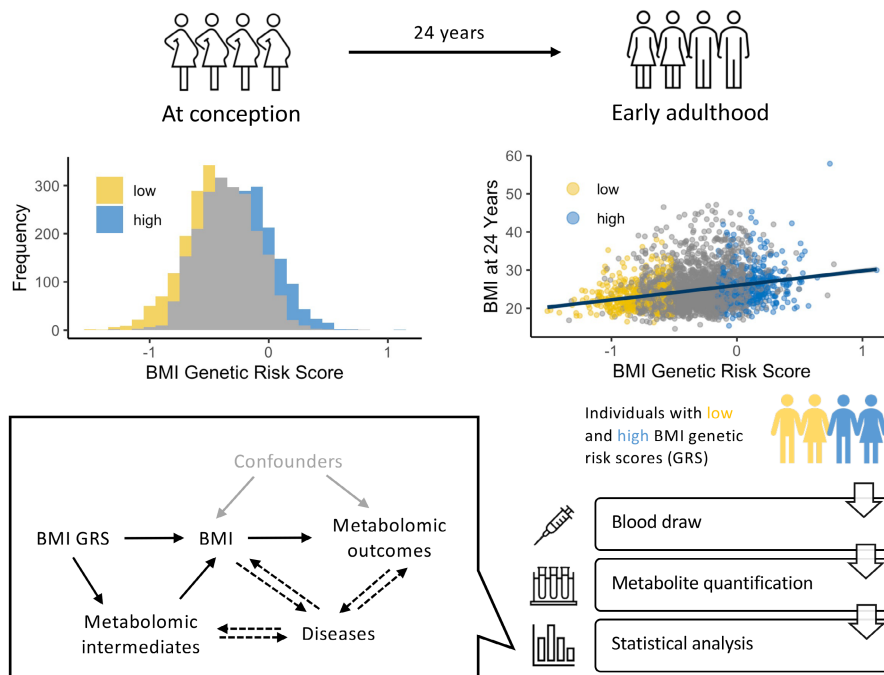 24 years
At conception
Early adulthood
low
high
Frequency
300
200
100
0
-1
0
1
BMI Genetic Risk Score
low
high
BMI at 24 Years
60
50
40
30
20
-1
0
1
BMI Genetic Risk Score
Individuals with low
and high BMI genetic
risk scores (GRS)
Confounders
BMI GRS
BMI
Metabolomic
outcomes
Metabolomic
intermediates
Diseases
Blood draw
Metabolite quantification
Statistical analysis